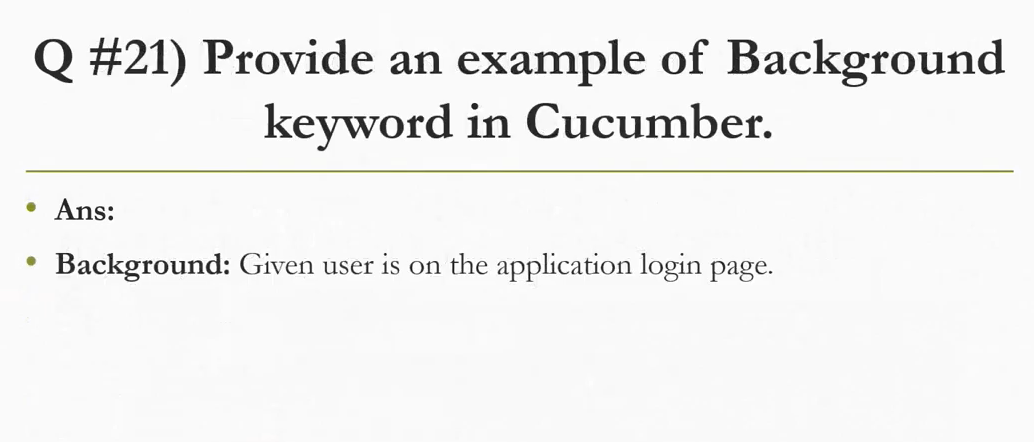 Q #21) Provide an example of Background
keyword in Cucumber.
• Ans:
• Background: Given user is on the application login page.